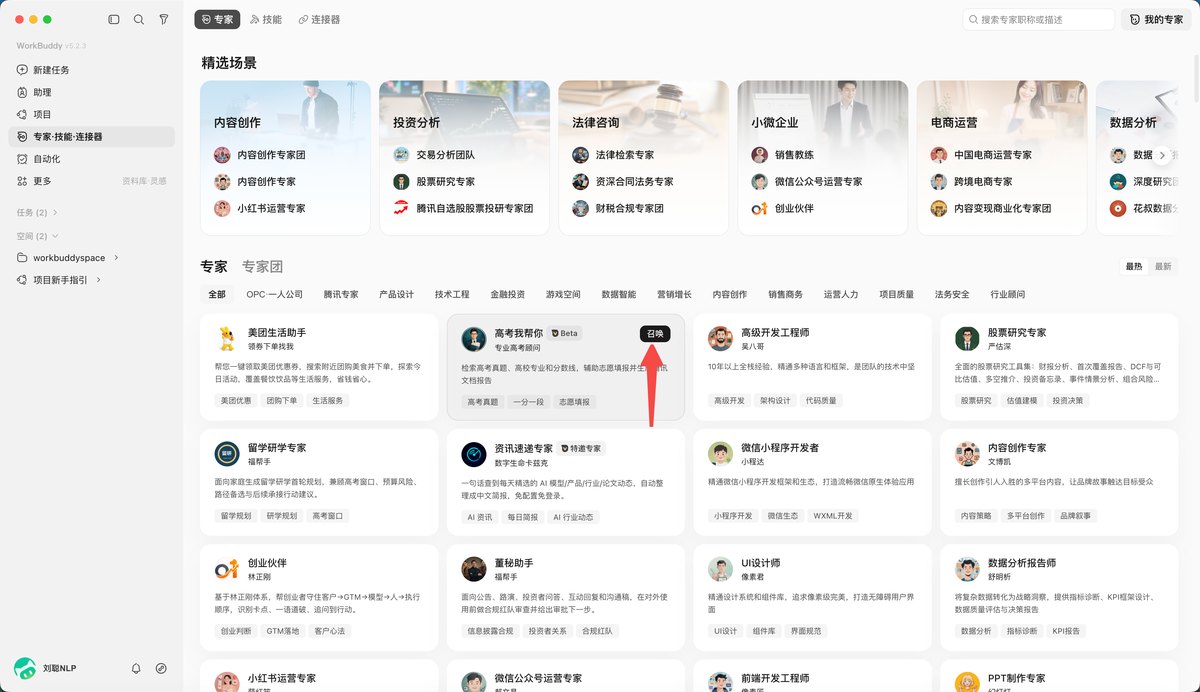 专家
技能
连接器
搜索专家职称或描述
我的专家
WorkBuddy v5.2.3
新建任务
助理
项目
专家·技能·连接器
自动化
更多
资料库·灵感
任务 (2)
空间 (2)
workbuddyspace
项目新手指引
刘聪NLP
精选场景
内容创作
内容创作专家团
内容创作专家
小红书运营专家
投资分析
交易分析团队
股票研究专家
腾讯自选股股票投研专家团
法律咨询
法律检索专家
资深合同法务专家
财税合规专家团
小微企业
销售教练
微信公众号运营专家
创业伙伴
电商运营
中国电商运营专家
跨境电商专家
内容变现商业化专家团
数据分析
数据
深度研究
花叔数据
专家
专家团
最热
最新
全部
OPC·一人公司
腾讯专家
产品设计
技术工程
金融投资
游戏空间
数据智能
营销增长
内容创作
销售商务
运营人力
项目质量
法务安全
行业顾问
美团生活助手
领券下单找我
帮您一键领取美团优惠券、搜索附近团购美食并下单，探索今
日活动，覆盖餐饮饮品等生活服务，省钱省心。
美团优惠
团购下单
生活服务
高考我帮你
Beta
召唤
专业高考顾问
检索高考真题、高校专业和分数线，辅助志愿填报并生
讯
文档报告
高考真题
一分一段
志愿填报
高级开发工程师
吴八哥
10年以上全栈经验，精通多种语言和框架，是团队的技术中坚
高级开发
架构设计
代码质量
股票研究专家
严估深
全面的股票研究工具集：财报分析、首次覆盖报告、DCF与可
比估值、多空推介、投资备忘录、事件情景分析、组合风险...
股票研究
估值建模
投资决策
留学研学专家
福帮手
面向家庭生成留学研学首轮规划，兼顾高考窗口、预算风险、
路径备选与后续承接行动建议。
留学规划
研学规划
高考窗口
资讯速递专家
特邀专家
数字生命卡兹克
一句话查到每天精选的 AI 模型/产品/行业/论文动态，自动整
理成中文简报，免配置免登录。
AI 资讯
每日简报
AI 行业动态
微信小程序开发者
小程达
精通微信小程序开发框架和生态，打造流畅微信原生体验应用
小程序开发
微信生态
WXML开发
内容创作专家
文博凯
擅长创作引人入胜的多平台内容，让品牌故事触达目标受众
内容策略
多平台创作
品牌叙事
创业伙伴
林正刚
基于林正刚体系，帮创业者守住客户→GTM→模型→人→执行
顺序，识别卡点、一语道破、追问到行动。
创业判断
GTM落地
客户心法
董秘助手
福帮手
面向公告、路演、投资者问答、互动回复和沟通稿，在对外使
用前做合规红队审查并给出审批下一步。
信息披露合规
投资者关系
合规红队
UI设计师
像素君
精通设计系统和组件库，追求像素级完美，打造无障碍用户界
面
UI设计
组件库
界面规范
数据分析报告师
舒明析
将复杂数据转化为战略洞察，提供指标诊断、KPI框架设计、
数据质量评估与决策报告
数据分析
指标诊断
KPI报告
小红书运营专家
微信公众号运营专家
前端开发工程师
PPT制作专家